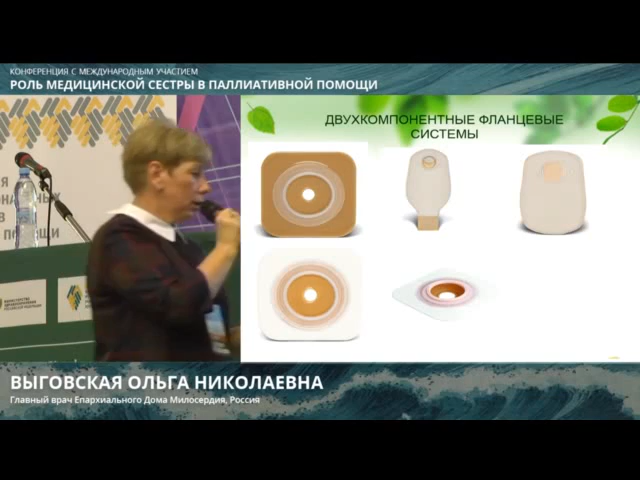 КОНФЕРЕНЦИЯ С МЕЖДУНАРОДНЫМ УЧАСТИЕМ
РОЛЬ МЕДИЦИНСКОЙ СЕСТРЫ В ПАЛЛИАТИВНОЙ ПОМОЩИ
ДВУХКОМПОНЕНТНЫЕ ФЛАНЦЕВЫЕ
СИСТЕМЫ
В
ПОМОЩИ
ВЫГОВСКАЯ ОЛЬГА НИКОЛАЕВНА
Главный врач Епархиального Дома Милосердия, Россия